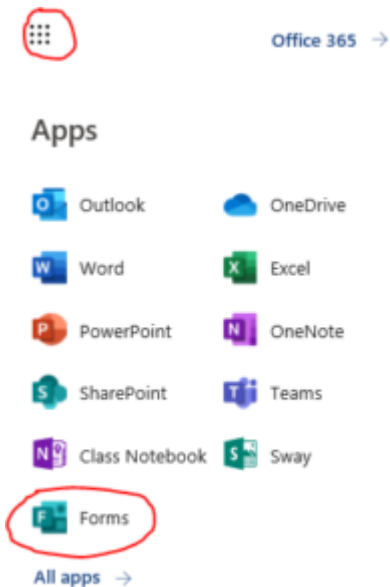 Office 365 →
Apps
Outlook OneDrive
Word Excel
PowerPoint OneNote
SharePoint Teams
Class Notebook Sway
Forms
All apps →